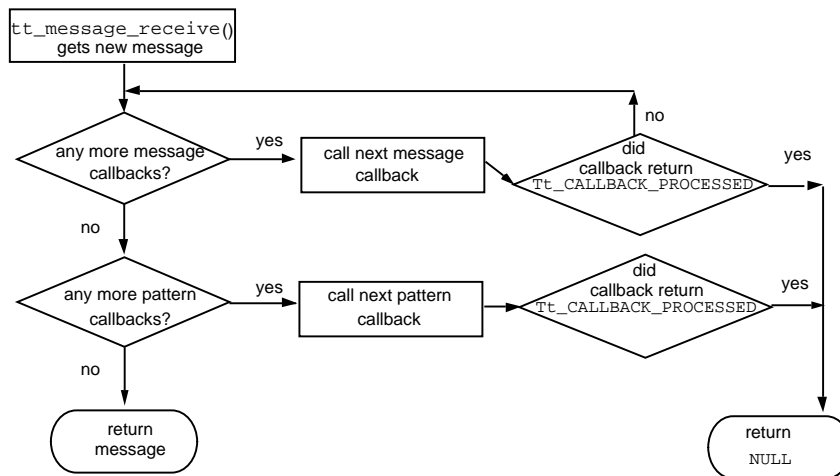 tt_message_receive()
gets new message
no
any more message
callbacks?
yes
call next message
callback
did
callback return
Tt_CALLBACK_PROCESSED
yes
no
any more pattern
callbacks?
yes
call next pattern
callback
did
callback return
Tt_CALLBACK_PROCESSED
yes
no
return
message
return
NULL